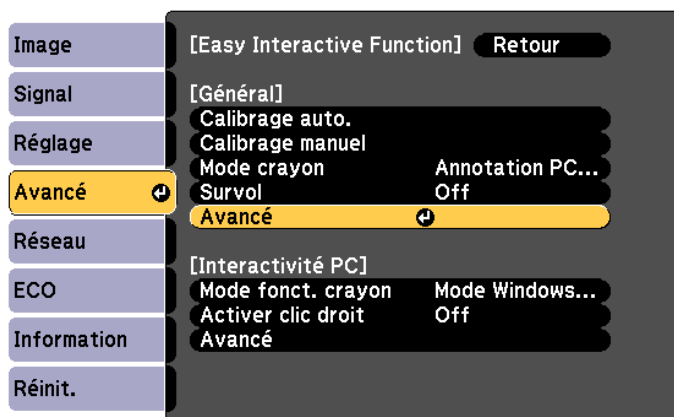 Image
Signal
Réglage
Avancé
Réseau
ECO
Information
Réinit.
[Easy Interactive Function] Retour
[Général]
Calibrage auto.
Calibrage manuel
Mode crayon Annotation PC...
Survol Off
Avancé
[Interactivité PC]
Mode fonct. crayon Mode Windows...
Activer clic droit Off
Avancé